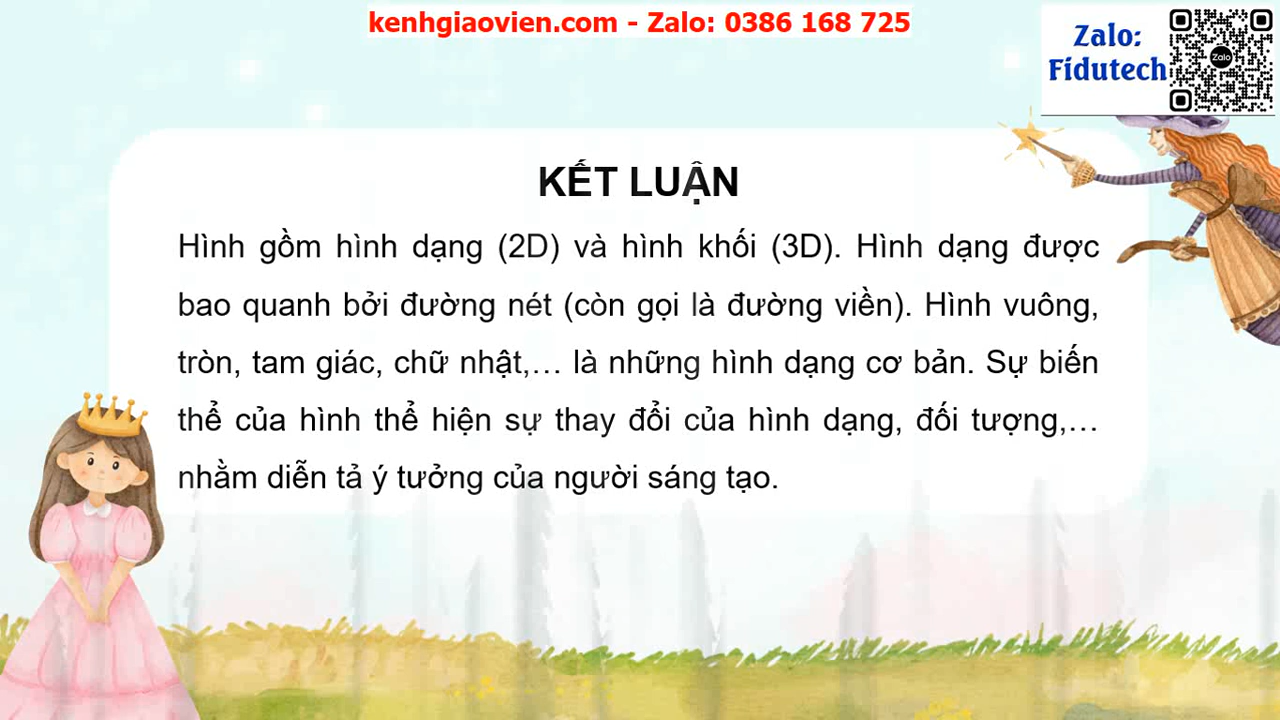 kenhgiaovien.com - Zalo: 0386 168 725
Zalo:
Fidutech
Zalo
KẾT LUẬN
Hình gồm hình dạng (2D) và hình khối (3D). Hình dạng được
bao quanh bởi đường nét (còn gọi là đường viền). Hình vuông,
tròn, tam giác, chữ nhật,... là những hình dạng cơ bản. Sự biến
thể của hình thể hiện sự thay đổi của hình dạng, đối tượng,...
nhằm diễn tả ý tưởng của người sáng tạo.